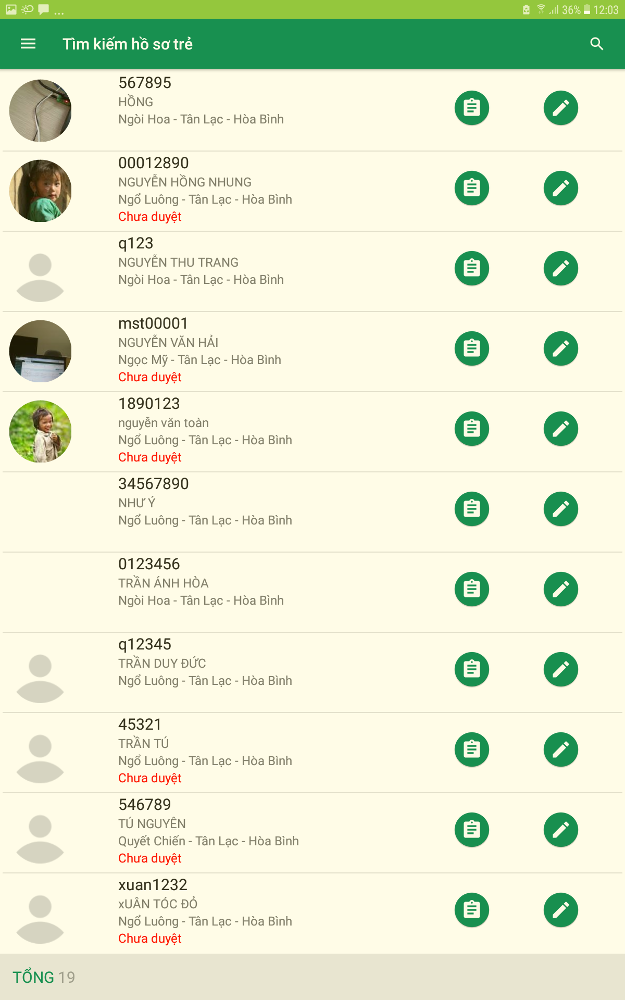 ... 36% 12:03
Tìm kiếm hồ sơ trẻ
567895
HỒNG
Ngòi Hoa - Tân Lạc - Hòa Bình
00012890
NGUYỄN HỒNG NHUNG
Ngổ Luông - Tân Lạc - Hòa Bình
Chưa duyệt
q123
NGUYỄN THU TRANG
Ngòi Hoa - Tân Lạc - Hòa Bình
mst00001
NGUYỄN VĂN HẢI
Ngọc Mỹ - Tân Lạc - Hòa Bình
Chưa duyệt
1890123
nguyễn văn toàn
Ngổ Luông - Tân Lạc - Hòa Bình
Chưa duyệt
34567890
NHƯ Ý
Ngổ Luông - Tân Lạc - Hòa Bình
0123456
TRẦN ÁNH HÒA
Ngòi Hoa - Tân Lạc - Hòa Bình
q12345
TRẦN DUY ĐỨC
Ngổ Luông - Tân Lạc - Hòa Bình
45321
TRẦN TÚ
Ngổ Luông - Tân Lạc - Hòa Bình
Chưa duyệt
546789
TÚ NGUYÊN
Quyết Chiến - Tân Lạc - Hòa Bình
Chưa duyệt
xuan1232
xUÂN TÓC ĐỎ
Ngổ Luông - Tân Lạc - Hòa Bình
Chưa duyệt
TỔNG 19